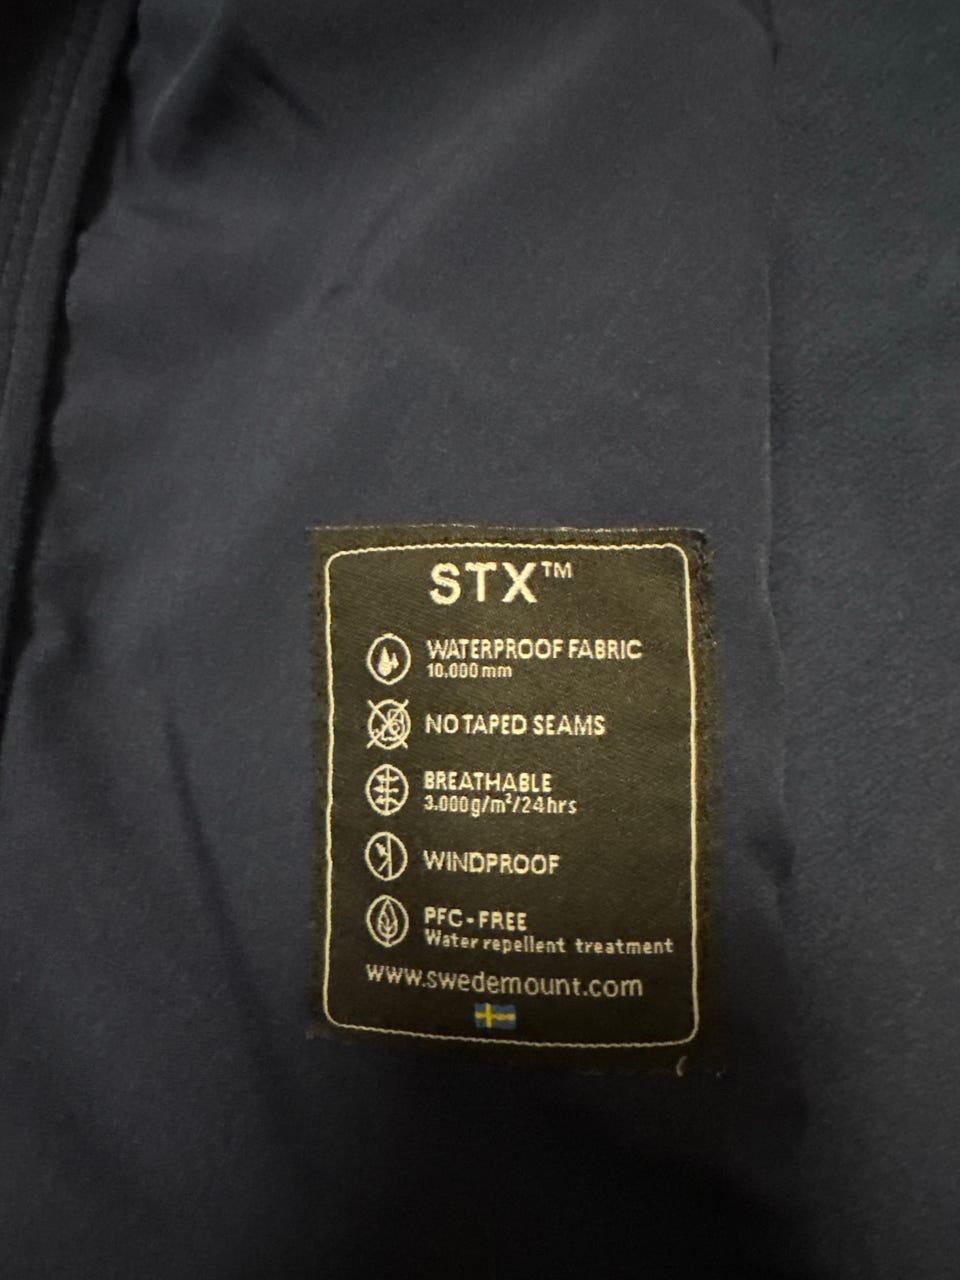 STX™
WATERPROOF FABRIC
10.000 mm
NO TAPED SEAMS
BREATHABLE
3.000g/m²/24hrs
WINDPROOF
PFC-FREE
Water repellent treatment
www.swedemount.com